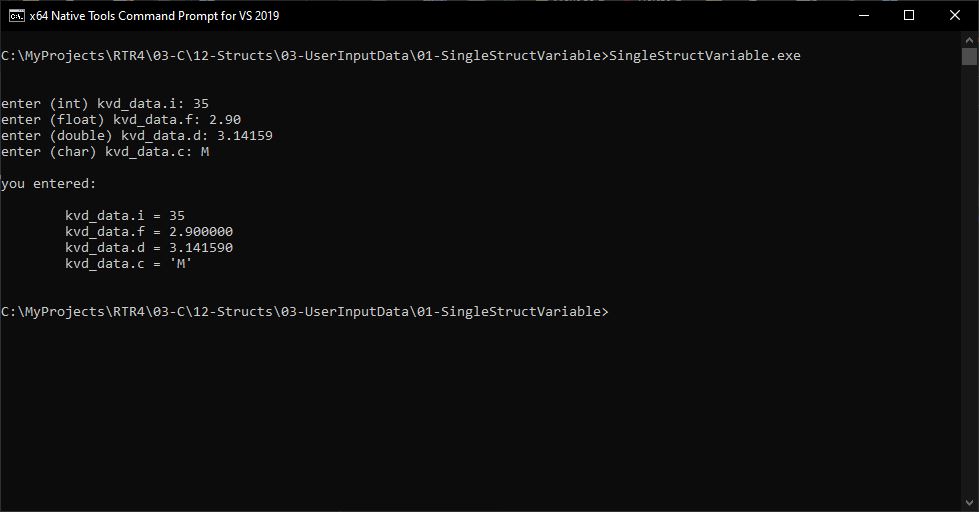 x64 Native Tools Command Prompt for VS 2019
C:\MyProjects\RTR4\03-C\12-Structs\03-UserInputData\01-SingleStructVariable>SingleStructVariable.exe
enter (int) kvd_data.i: 35
enter (float) kvd_data.f: 2.90
enter (double) kvd_data.d: 3.14159
enter (char) kvd_data.c: M
you entered:
kvd_data.i = 35
kvd_data.f = 2.900000
kvd_data.d = 3.141590
kvd_data.c = 'M'
C:\MyProjects\RTR4\03-C\12-Structs\03-UserInputData\01-SingleStructVariable>